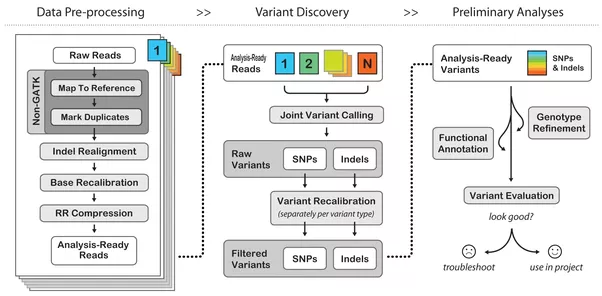 Data Pre-processing >> Variant Discovery >> Preliminary Analyses
Raw Reads
1
Non-GATK
Map To Reference
Mark Duplicates
Indel Realignment
Base Recalibration
RR Compression
Analysis-Ready
Reads
Analysis-Ready
Reads
1
2
N
Joint Variant Calling
Raw
Variants
SNPs
Indels
Variant Recalibration
(separately per variant type)
Filtered
Variants
SNPs
Indels
Analysis-Ready
Variants
SNPs
& Indels
Genotype
Refinement
Functional
Annotation
Variant Evaluation
look good?
troubleshoot
use in project